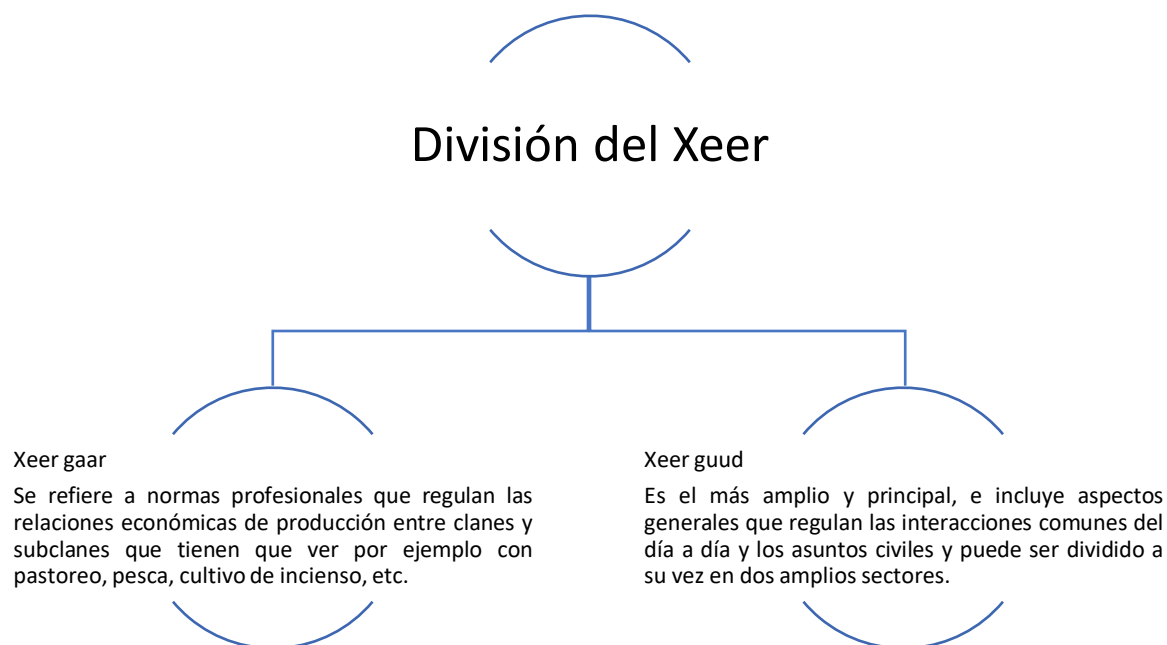 División del Xeer
Xeer gaar
Se refiere a normas profesionales que regulan las
relaciones económicas de producción entre clanes y
subclanes que tienen que ver por ejemplo con
pastoreo, pesca, cultivo de incienso, etc.
Xeer guud
Es el más amplio y principal, e incluye aspectos
generales que regulan las interacciones comunes del
día a día y los asuntos civiles y puede ser dividido a
su vez en dos amplios sectores.